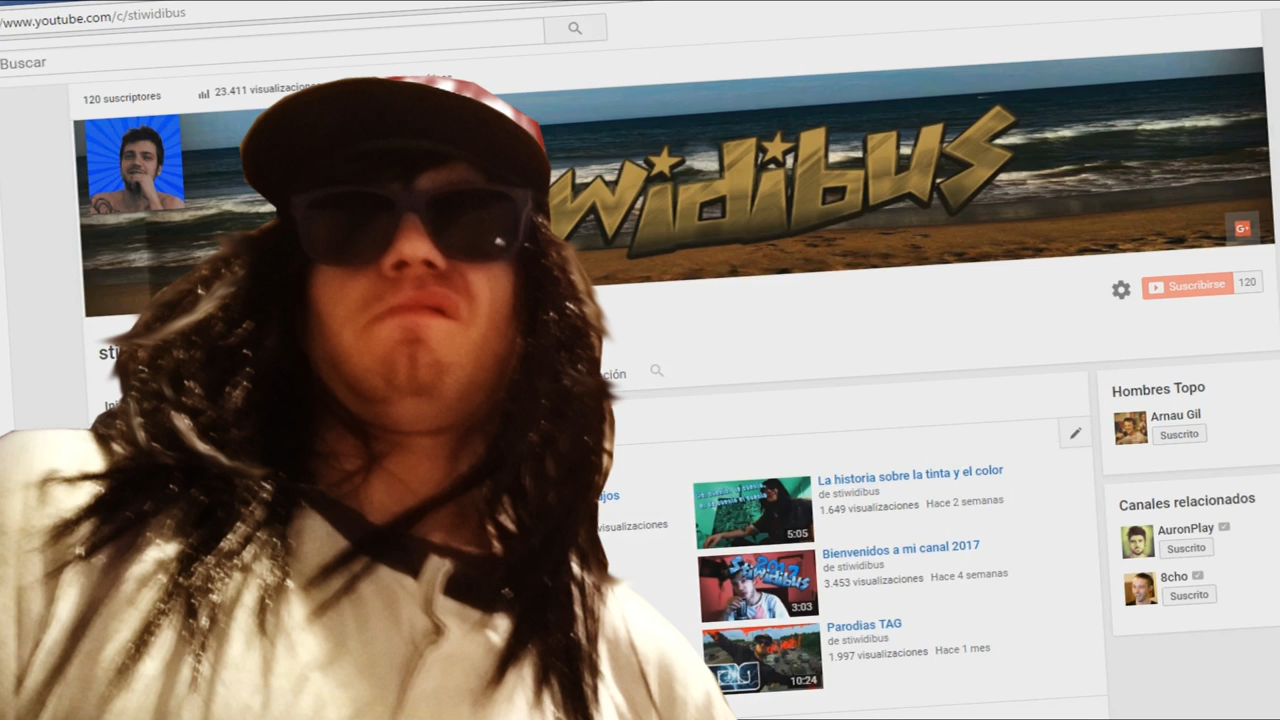 /www.youtube.com/c/stiwidibus
Buscar
120 suscriptores
23.411 visualizaciones
widibus
G+
Suscribirse 120
ción
Hombres Topo
Arnau Gil
Suscrito
La historia sobre la tinta y el color
de stiwidibus
1.649 visualizaciones Hace 2 semanas
5:05
visualizaciones
Canales relacionados
AuronPlay
Suscrito
Bienvenidos a mi canal 2017
de stiwidibus
3.453 visualizaciones Hace 4 semanas
2017
Stiwidibus
3:03
8cho
Suscrito
Parodias TAG
de stiwidibus
1.997 visualizaciones Hace 1 mes
10:24